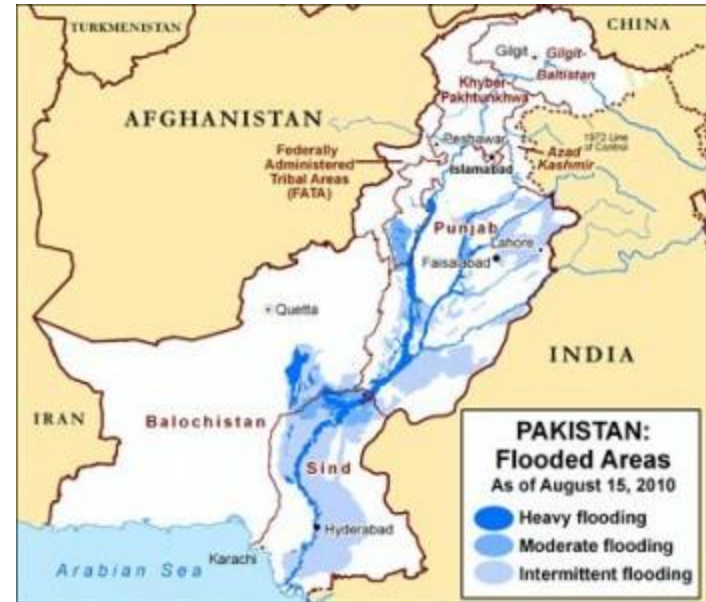 TURKMENISTAN
CHINA
Gilgit
Gilgit-
Baltistan
Khyber-
Pakhtunkhwa
AFGHANISTAN
Peshawar
1972 Line
of Control
Federally
Administered
Tribal Areas
(FATA)
Azad
Kashmir
Islamabad
Punjab
Lahore
Faisalabad
Quetta
INDIA
IRAN
Balochistan
Sind
Hyderabad
Karachi
Arabian Sea
PAKISTAN:
Flooded Areas
As of August 15, 2010
Heavy flooding
Moderate flooding
Intermittent flooding